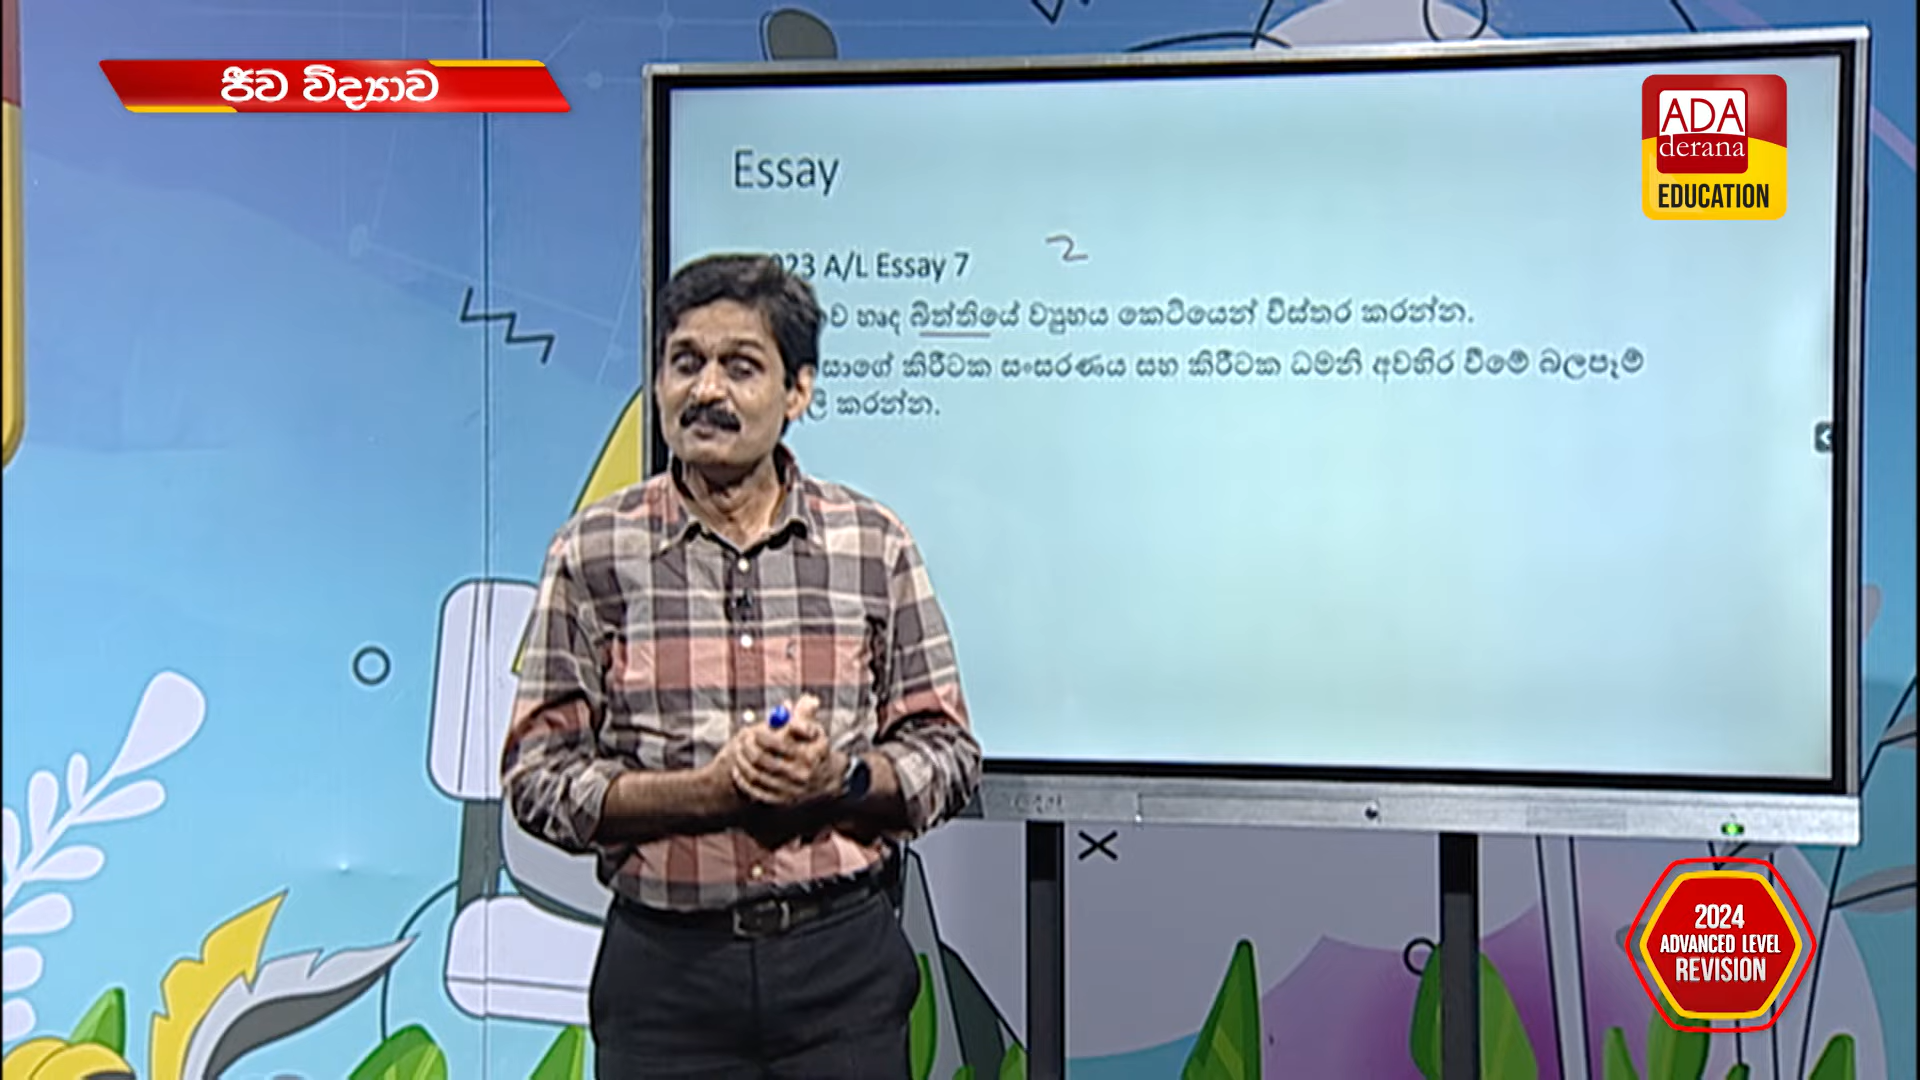 ජීව විද්‍යාව
ADA
derana
EDUCATION
Essay
A/L Essay 7
2
හෘද බිත්තියේ ව්‍යුහය කෙටියෙන් විස්තර කරන්න.
කිරීටක සංසරණය සහ කිරීටක ධමනි අවහිර වීමේ බලපෑම්
කරන්න.
2024
ADVANCED LEVEL
REVISION